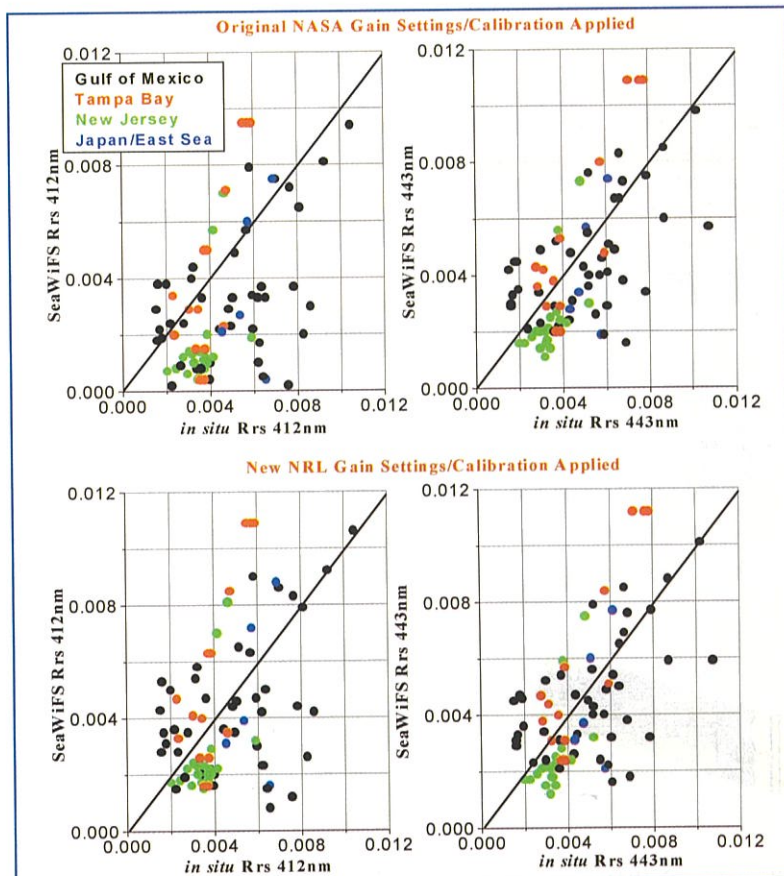 Original NASA Gain Settings/Calibration Applied
0.012
0.008
0.004
0.000
SeaWiFS Rrs 412nm
Gulf of Mexico
Tampa Bay
New Jersey
Japan/East Sea
0.000 0.004 0.008 0.012
in situ Rrs 412nm
0.012
0.008
0.004
0.000
SeaWiFS Rrs 443nm
0.000 0.004 0.008 0.012
in situ Rrs 443nm
New NRL Gain Settings/Calibration Applied
0.012
0.008
0.004
0.000
SeaWiFS Rrs 412nm
0.000 0.004 0.008 0.012
in situ Rrs 412nm
0.012
0.008
0.004
0.000
SeaWiFS Rrs 443nm
0.000 0.004 0.008 0.012
in situ Rrs 443nm